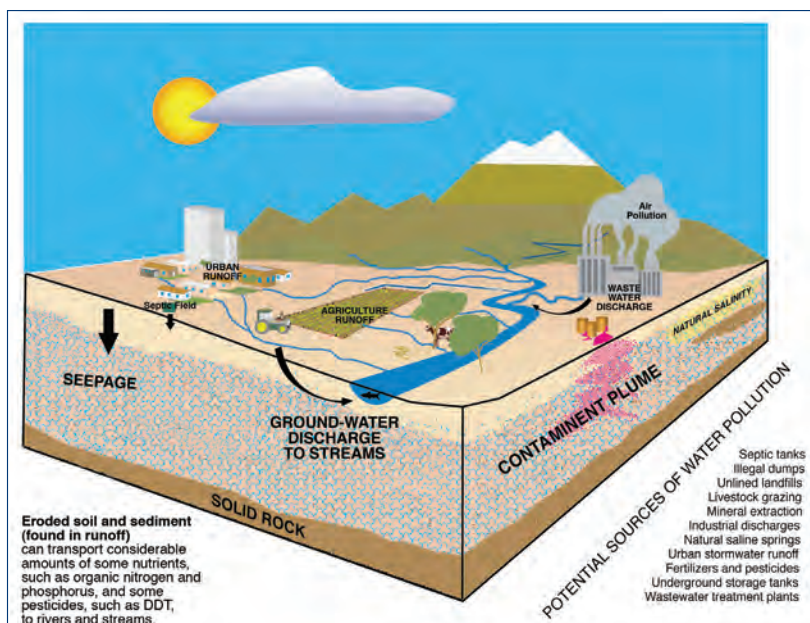 Air
Pollution
URBAN
RUNOFF
Septic Field
AGRICULTURE
RUNOFF
WASTE
WATER
DISCHARGE
NATURAL SALINITY
SEEPAGE
GROUND-WATER
DISCHARGE
TO STREAMS
CONTAMINENT PLUME
SOLID ROCK
POTENTIAL SOURCES OF WATER POLLUTION
Septic tanks
Illegal dumps
Unlined landfills
Livestock grazing
Mineral extraction
Industrial discharges
Natural saline springs
Urban stormwater runoff
Fertilizers and pesticides
Underground storage tanks
Wastewater treatment plants
Eroded soil and sediment
(found in runoff)
can transport considerable
amounts of some nutrients,
such as organic nitrogen and
phosphorus, and some
pesticides, such as DDT,
to rivers and streams.